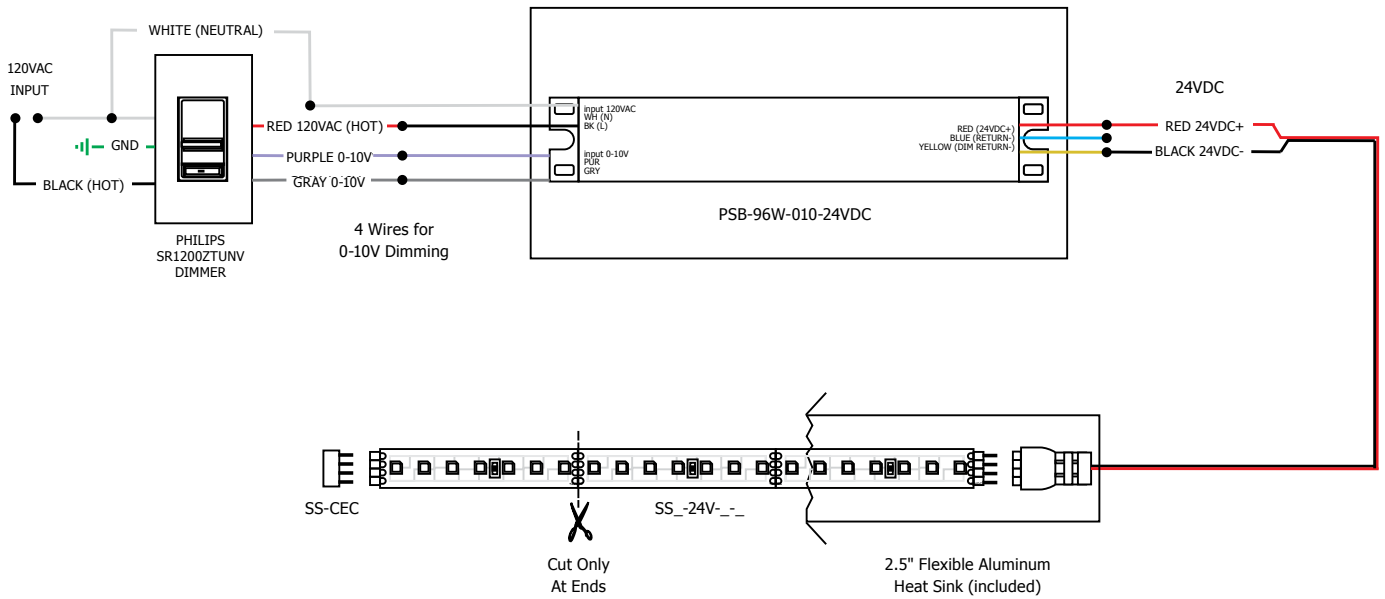 WHITE (NEUTRAL)
120VAC
INPUT
GND
BLACK (HOT)
PHILIPS
SR1200ZTUNV
DIMMER
RED 120VAC (HOT)
PURPLE 0-10V
GRAY 0-10V
4 Wires for
0-10V Dimming
input 120VAC
WH (N)
BK (L)
input 0-10V
PUR
GRY
RED (24VDC+)
BLUE (RETURN-)
YELLOW (DIM RETURN-)
PSB-96W-010-24VDC
24VDC
RED 24VDC+
BLACK 24VDC-
SS-CEC
SS_-24V-_-_
Cut Only
At Ends
2.5" Flexible Aluminum
Heat Sink (included)